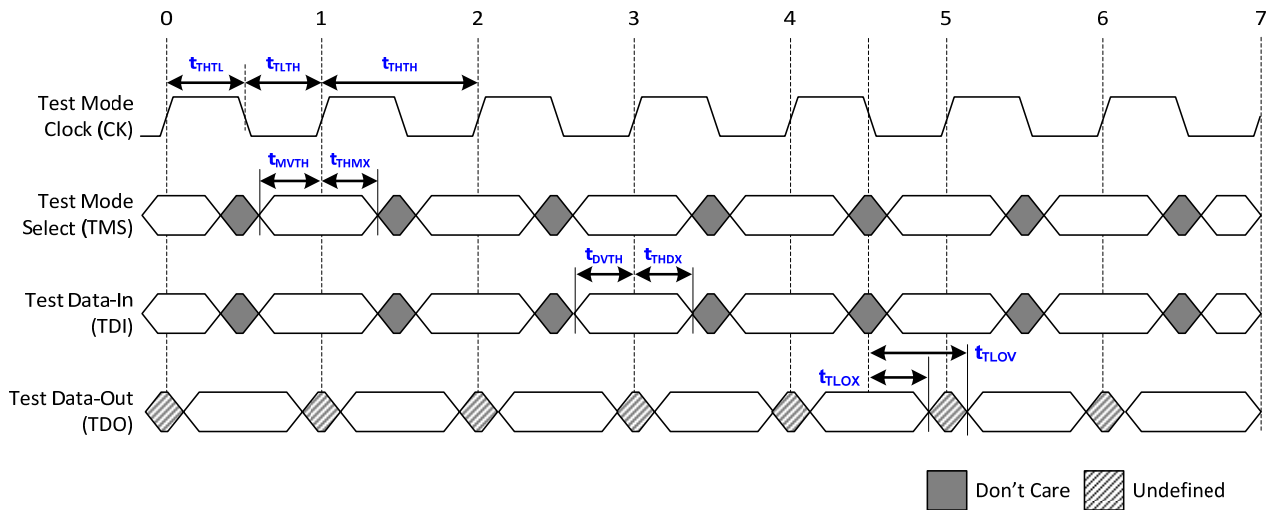 0 1 2 3 4 5 6 7
tTHTL tTLTH tTHTH
Test Mode
Clock (CK)
tMVTH tTHMX
Test Mode
Select (TMS)
tDVTH tTHDX
Test Data-In
(TDI)
tTLOV
tTLOX
Test Data-Out
(TDO)
Don't Care Undefined